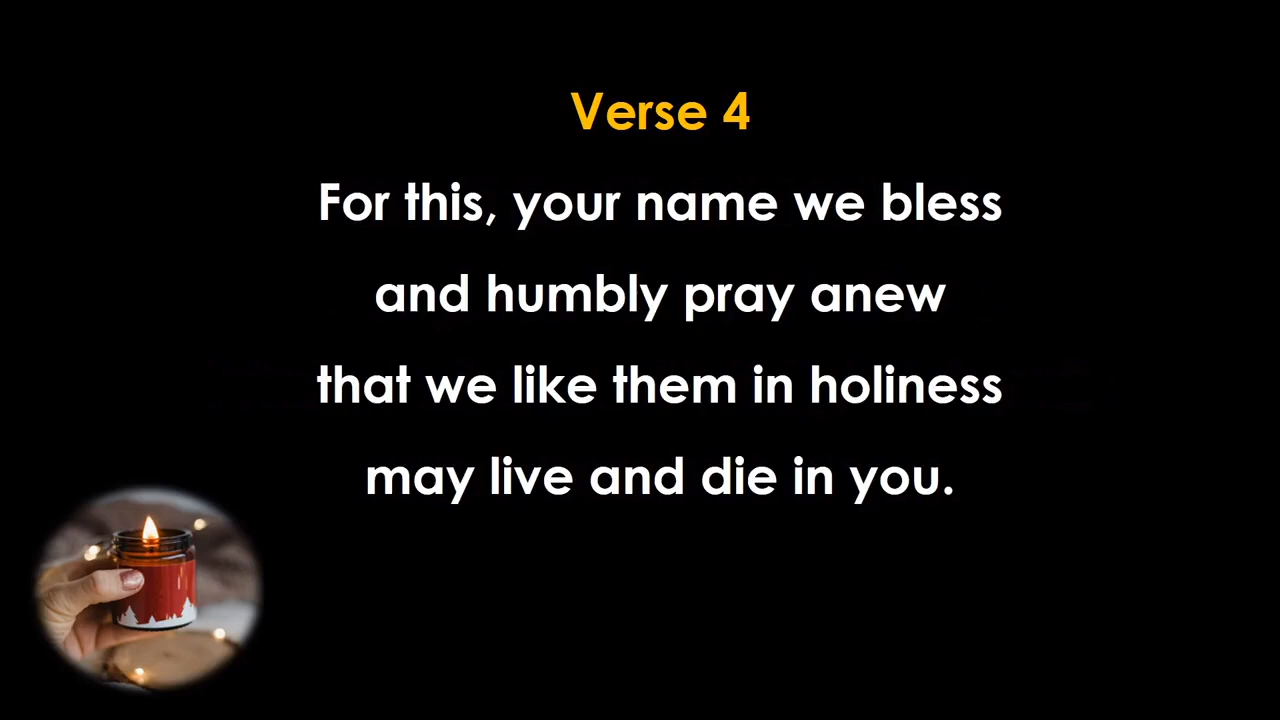 Verse 4
For this, your name we bless
and humbly pray anew
that we like them in holiness
may live and die in you.